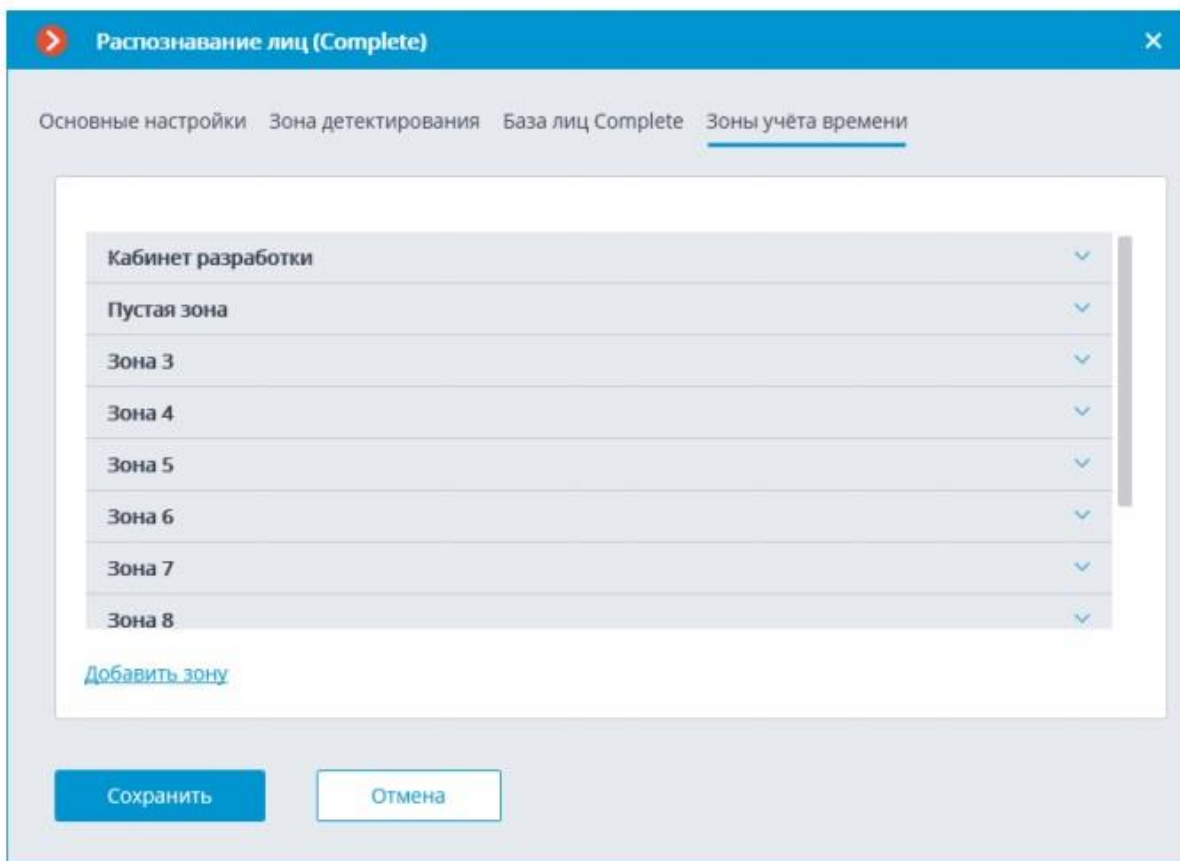 Распознавание лиц (Complete)
Основные настройки Зона детектирования База лиц Complete Зоны учёта времени
Кабинет разработки
Пустая зона
Зона 3
Зона 4
Зона 5
Зона 6
Зона 7
Зона 8
Добавить зону
Сохранить Отмена